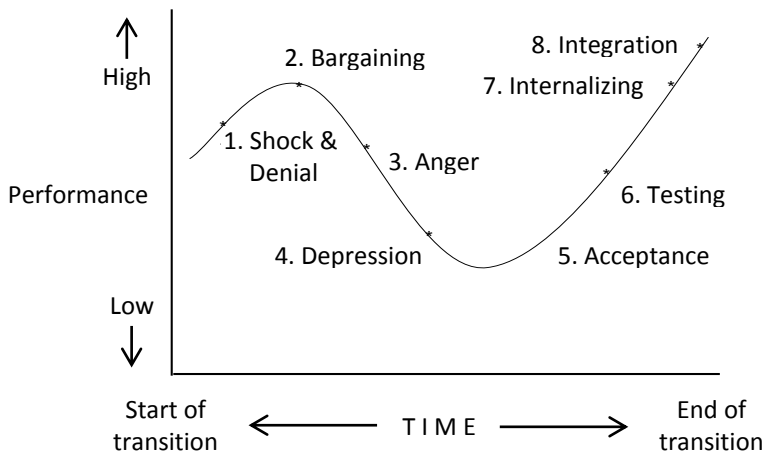 8. Integration
High
2. Bargaining
7. Internalizing
1. Shock &
Denial
3. Anger
Performance
6. Testing
4. Depression
5. Acceptance
Low
Start of
transition
TIME
End of
transition